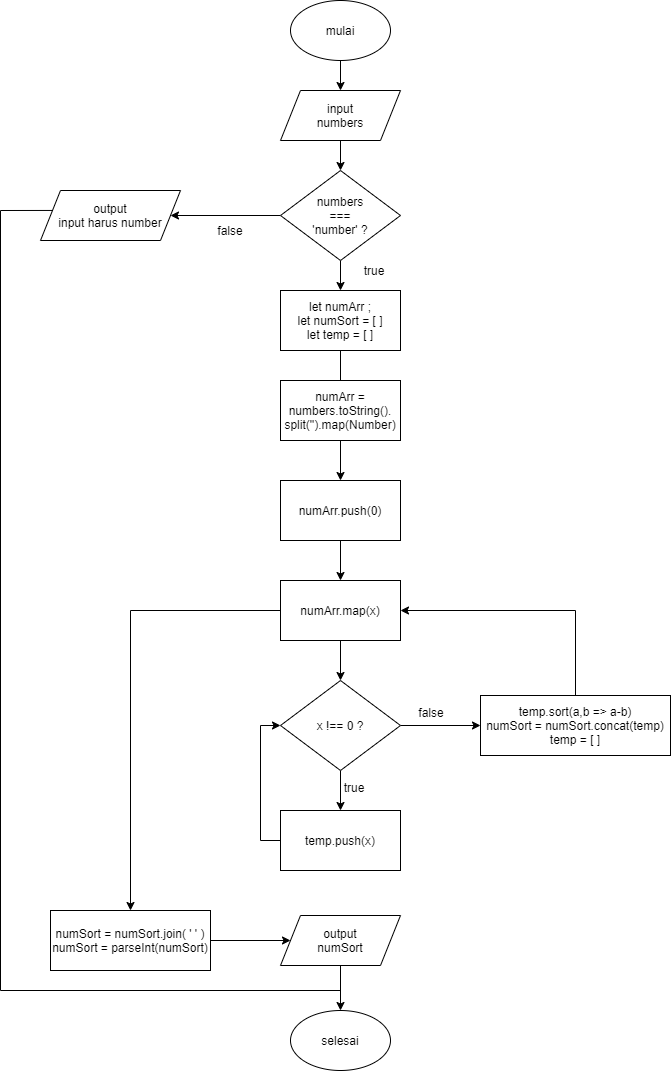 mulai
input
numbers
numbers
===
'number' ?
output
input harus number
false
true
let numArr ;
let numSort = [ ]
let temp = [ ]
numArr =
numbers.toString().
split('').map(Number)
numArr.push(0)
numArr.map(x)
x !== 0 ?
false
temp.sort(a,b => a-b)
numSort = numSort.concat(temp)
temp = [ ]
true
temp.push(x)
numSort = numSort.join( ' ' )
numSort = parseInt(numSort)
output
numSort
selesai